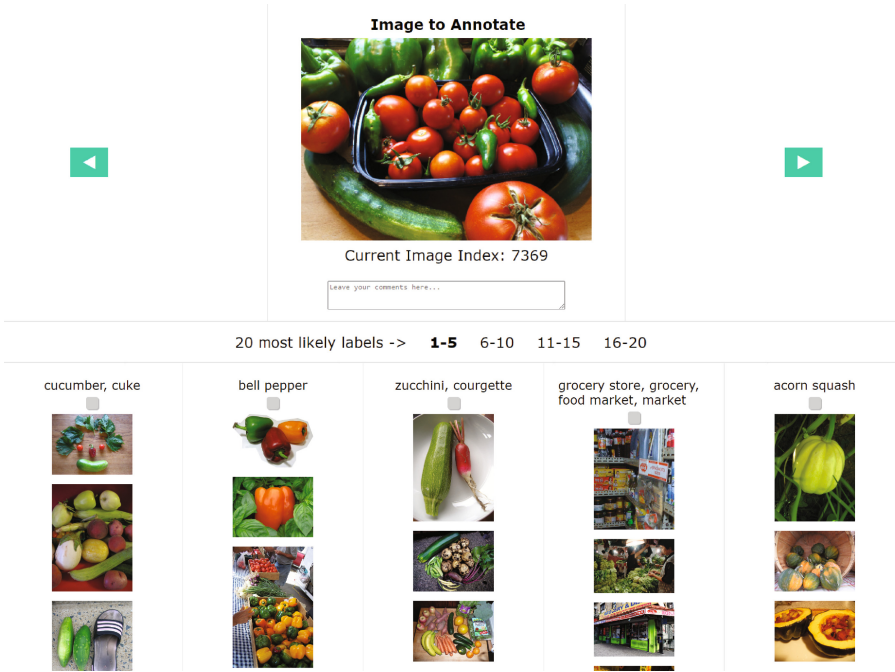 Image to Annotate
Current Image Index: 7369
Leave your comments here...
20 most likely labels -> 1-5 6-10 11-15 16-20
cucumber, cuke
bell pepper
zucchini, courgette
grocery store, grocery,
food market, market
acorn squash